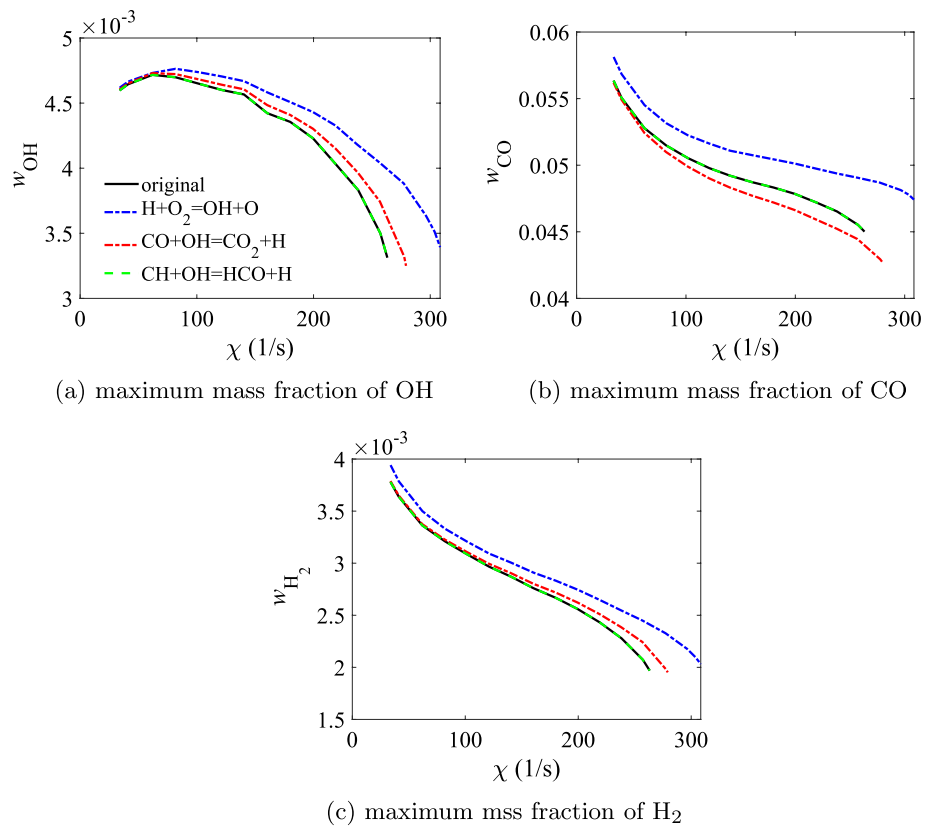 ×10⁻³
5
4.5
4
3.5
3
w_OH
original
H+O₂=OH+O
CO+OH=CO₂+H
CH+OH=HCO+H
0 100 200 300
χ (1/s)
(a) maximum mass fraction of OH
0.06
0.055
0.05
0.045
0.04
w_CO
0 100 200 300
χ (1/s)
(b) maximum mass fraction of CO
×10⁻³
4
3.5
3
2.5
2
1.5
w_H₂
0 100 200 300
χ (1/s)
(c) maximum mss fraction of H₂